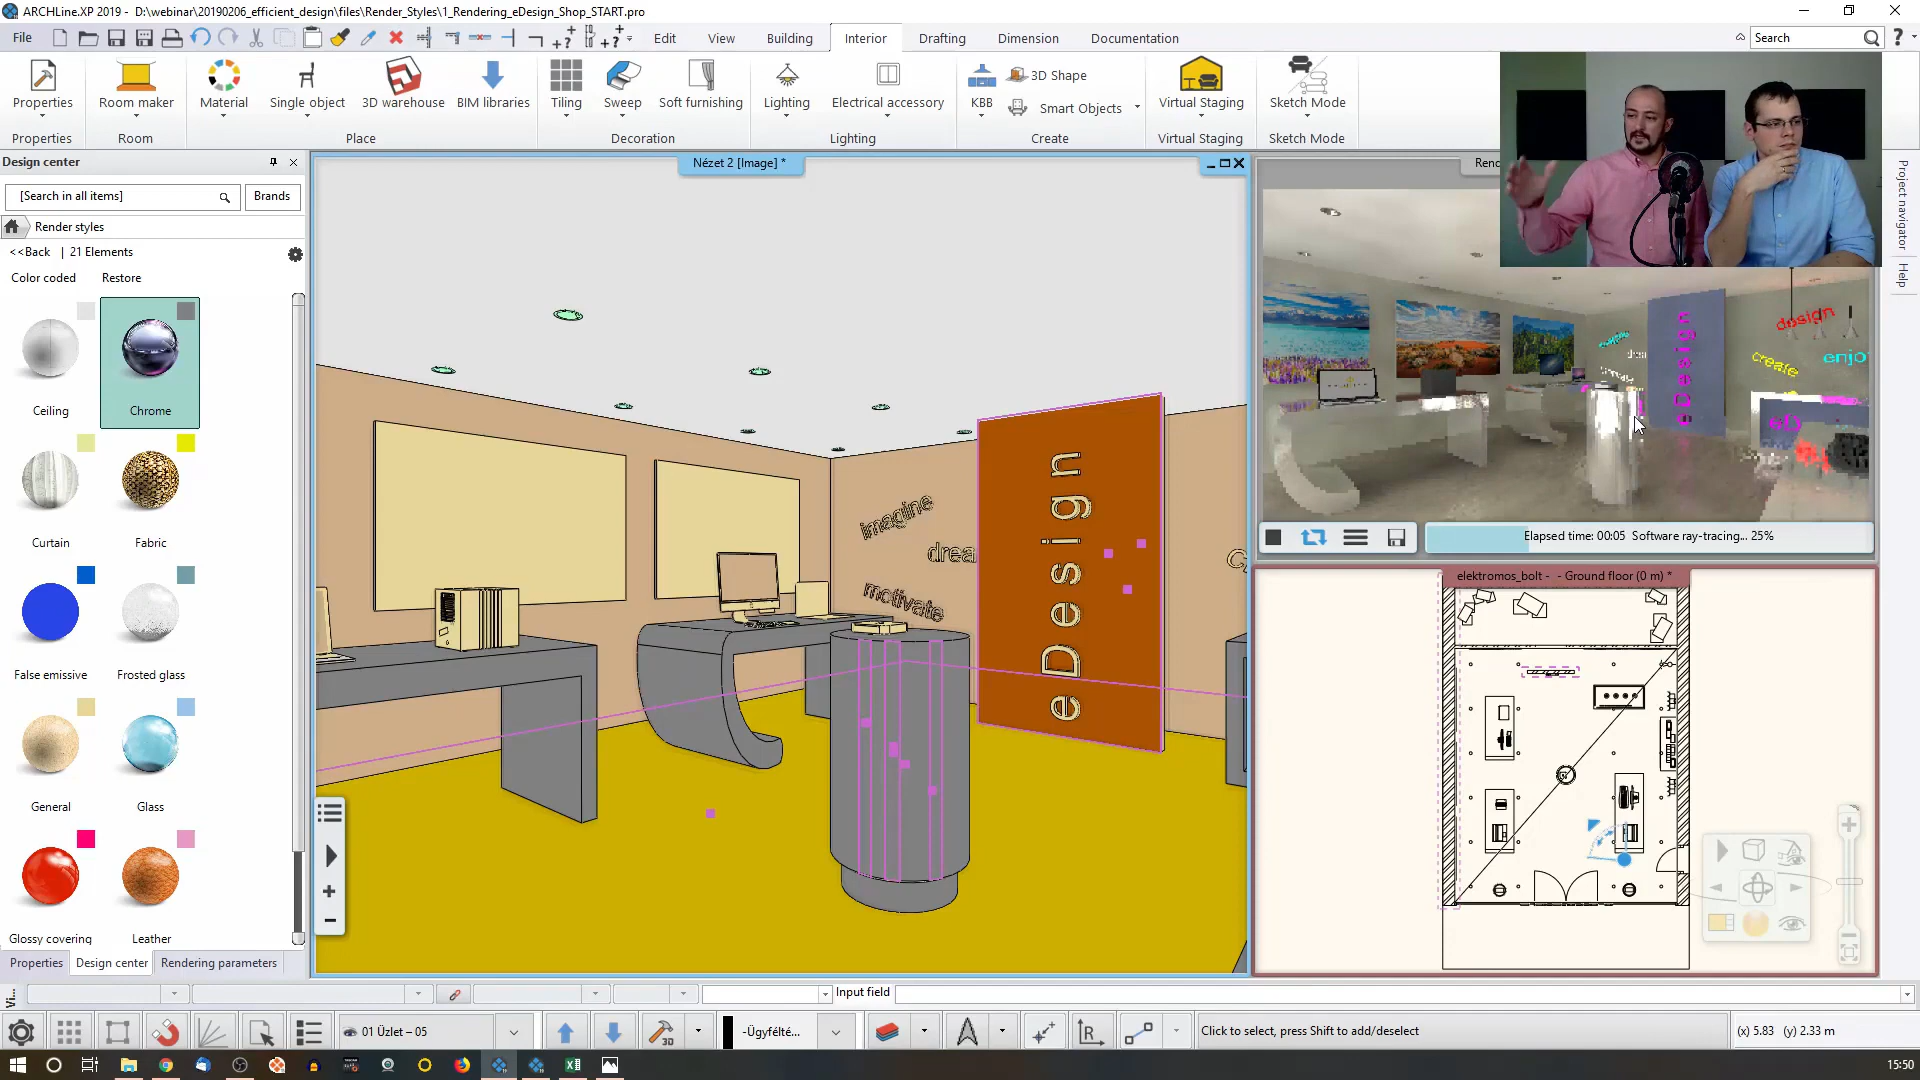 ARCHLine.XP 2019 - D:\webinar\20190206_efficient_design\files\Render_Styles\1_Rendering_eDesign_Shop_START.pro
File
Edit
View
Building
Interior
Drafting
Dimension
Documentation
Search
Properties
Room maker
Material
Single object
3D warehouse
BIM libraries
Tiling
Sweep
Soft furnishing
Lighting
Electrical accessory
KBB
3D Shape
Smart Objects
Virtual Staging
Sketch Mode
Properties
Room
Place
Decoration
Lighting
Create
Virtual Staging
Sketch Mode
Design center
[Search in all items]
Brands
Render styles
<<Back | 21 Elements
Color coded
Restore
Ceiling
Chrome
Curtain
Fabric
False emissive
Frosted glass
General
Glass
Glossy covering
Leather
Properties
Design center
Rendering parameters
Nézet 2 [Image] *
imagine
drea
motivate
eDesign
Rend
design
create
enjo
eDesign
eD
Elapsed time: 00:05 Software ray-tracing... 25%
elektromos_bolt - - Ground floor (0 m) *
Project navigator
Help
Vi...
Input field
01 Üzlet – 05
3D
-Ügyfélté...
R
Click to select, press Shift to add/deselect
(x) 5.83 (y) 2.33 m
15:50